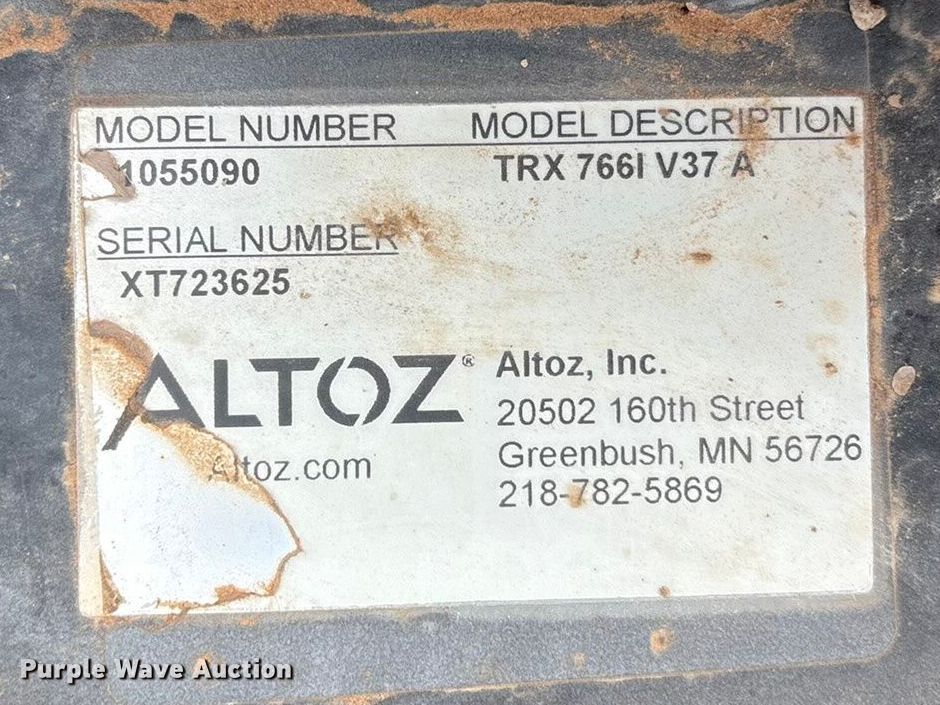 MODEL NUMBER MODEL DESCRIPTION
1055090 TRX 766I V37 A
SERIAL NUMBER
XT723625
ALTOZ®
Altoz.com
Altoz, Inc.
20502 160th Street
Greenbush, MN 56726
218-782-5869
Purple Wave Auction